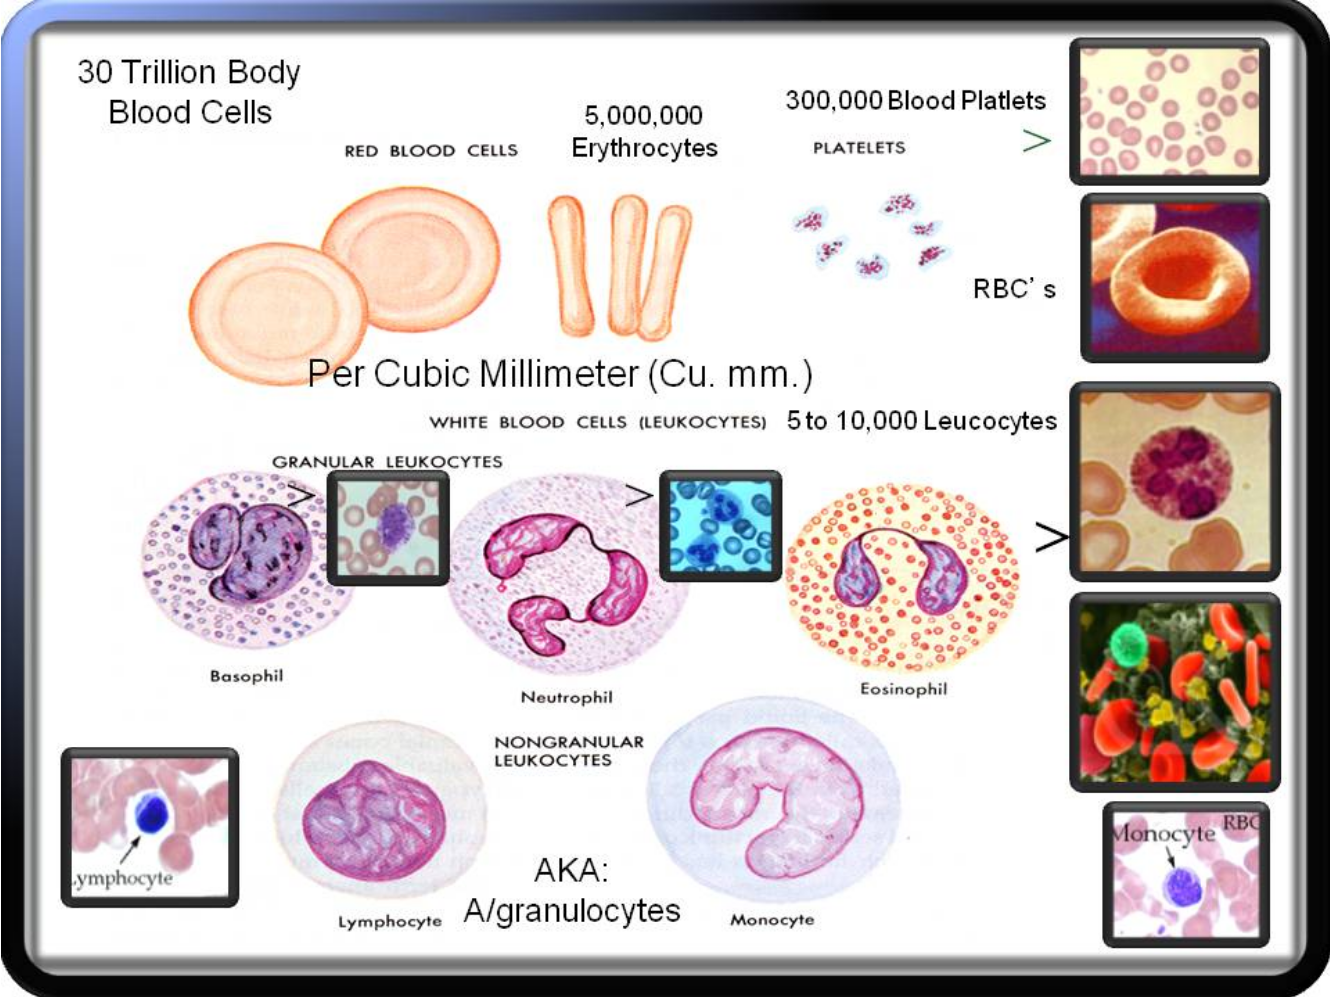 30 Trillion Body
Blood Cells
5,000,000
Erythrocytes
300,000 Blood Platlets
>
RED BLOOD CELLS
PLATELETS
RBC' s
Per Cubic Millimeter (Cu. mm.)
WHITE BLOOD CELLS (LEUKOCYTES)
5 to 10,000 Leucocytes
GRANULAR LEUKOCYTES
>
>
>
Basophil
Neutrophil
Eosinophil
NONGRANULAR
LEUKOCYTES
ymphocyte
Monocyte
RBC
AKA:
A/granulocytes
Lymphocyte
Monocyte